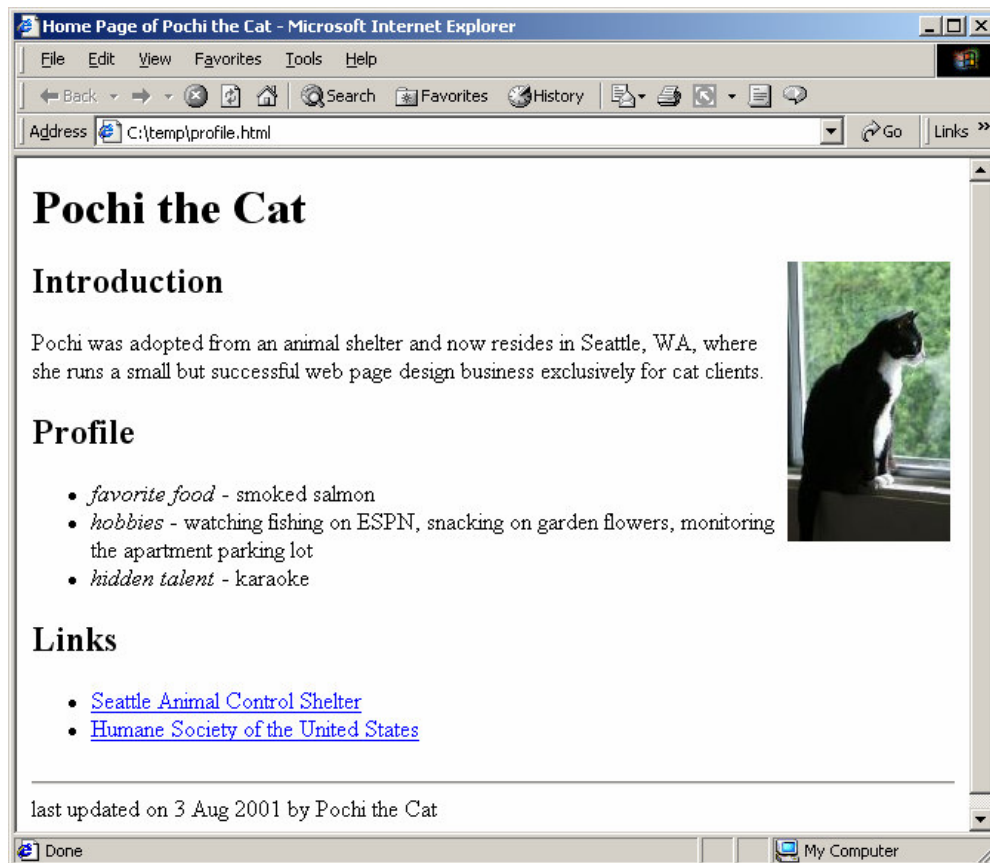 Home Page of Pochi the Cat - Microsoft Internet Explorer
File Edit View Favorites Tools Help
Back Search Favorites History
Address C:\temp\profile.html Go Links »
Pochi the Cat
Introduction
Pochi was adopted from an animal shelter and now resides in Seattle, WA, where
she runs a small but successful web page design business exclusively for cat clients.
Profile
• favorite food - smoked salmon
• hobbies - watching fishing on ESPN, snacking on garden flowers, monitoring
the apartment parking lot
• hidden talent - karaoke
Links
• Seattle Animal Control Shelter
• Humane Society of the United States
last updated on 3 Aug 2001 by Pochi the Cat
Done My Computer